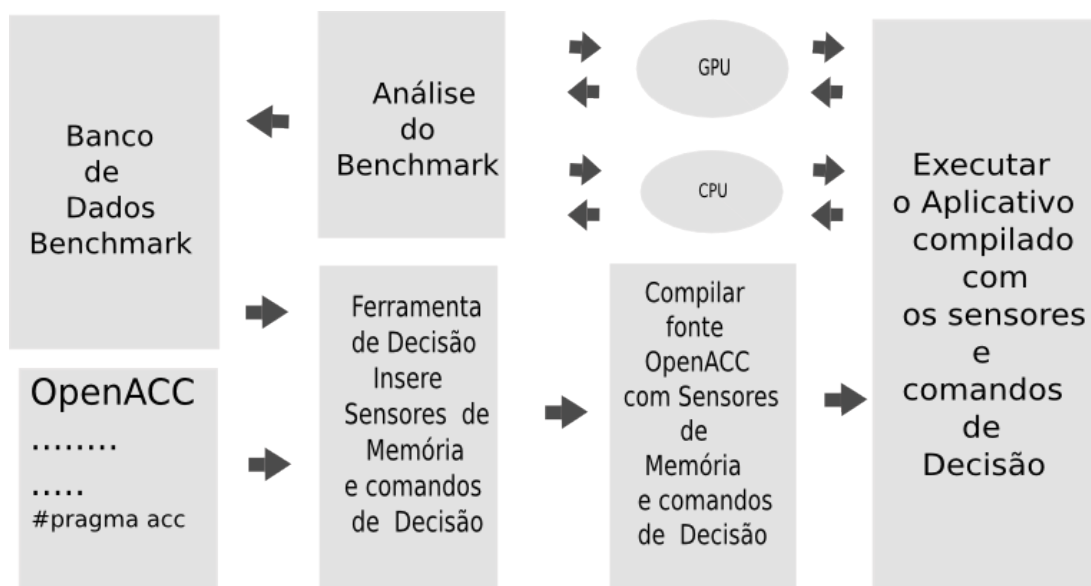 Banco
de
Dados
Benchmark
Análise
do
Benchmark
GPU
CPU
OpenACC
........
.....
#pragma acc
Ferramenta
de Decisão
Insere
Sensores de
Memória
e comandos
de Decisão
Compilar
fonte
OpenACC
com Sensores
de
Memória
e comandos
de Decisão
Executar
o Aplicativo
compilado
com
os sensores
e
comandos
de
Decisão